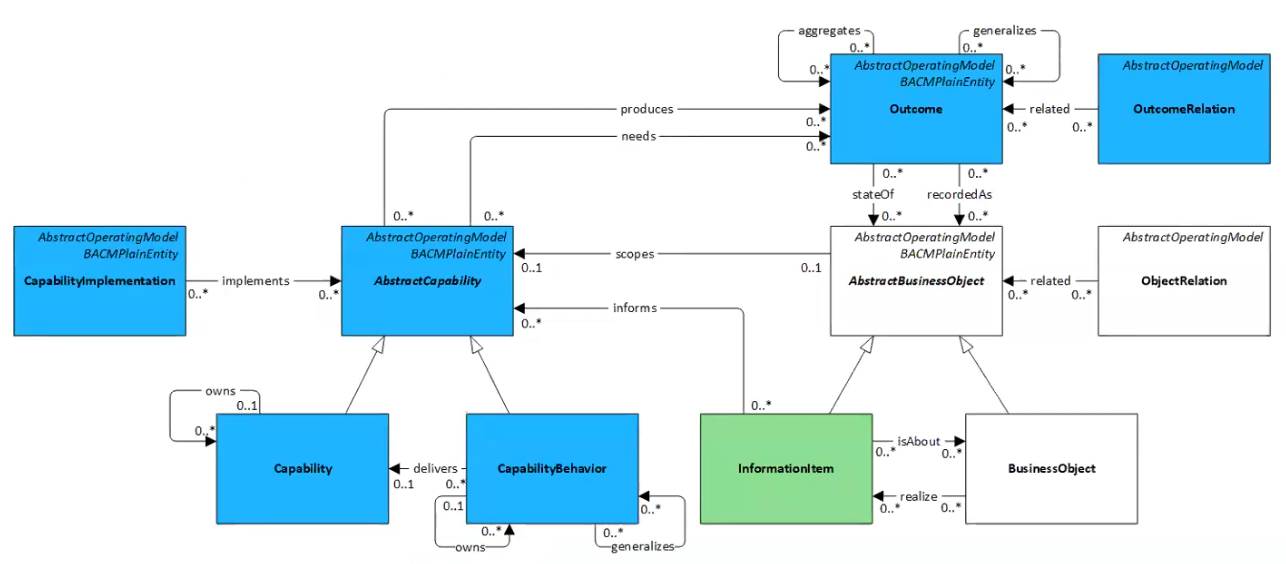 aggregates
generalizes
0..*
0..*
0..*
0..*
AbstractOperatingModel
BACMPlainEntity
Outcome
AbstractOperatingModel
OutcomeRelation
related
0..*
0..*
produces
0..*
needs
0..*
0..*
0..*
stateOf
recordedAs
0..*
0..*
0..*
0..*
AbstractOperatingModel
BACMPlainEntity
CapabilityImplementation
implements
0..*
0..*
AbstractOperatingModel
BACMPlainEntity
AbstractCapability
scopes
0..1
0..1
AbstractOperatingModel
BACMPlainEntity
AbstractBusinessObject
related
0..*
0..*
AbstractOperatingModel
ObjectRelation
informs
0..*
0..*
owns
0..1
0..*
Capability
delivers
0..1
0..*
CapabilityBehavior
0..1
0..*
owns
0..*
0..*
generalizes
InformationItem
isAbout
0..*
0..*
realize
0..*
0..*
BusinessObject